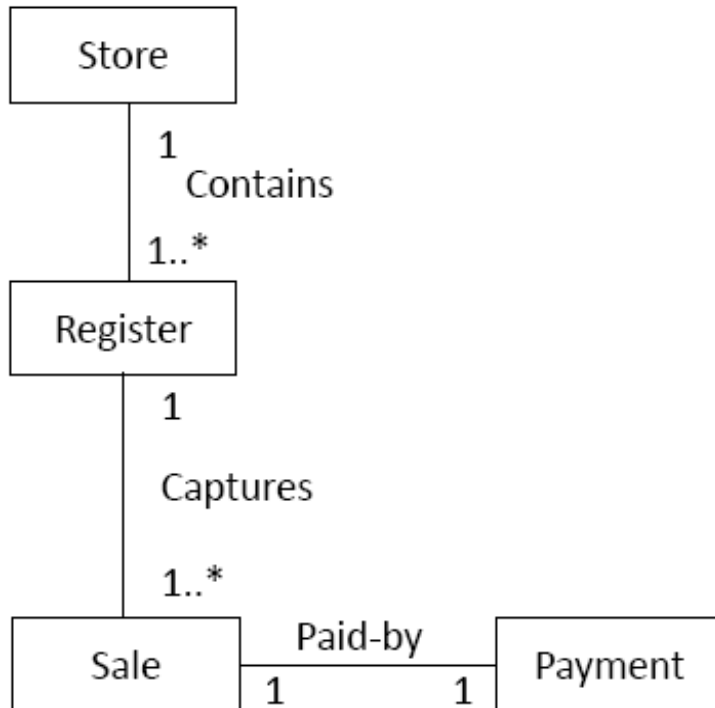 Store
1
Contains
1..*
Register
1
Captures
1..*
Paid-by
Sale
Payment
1
1